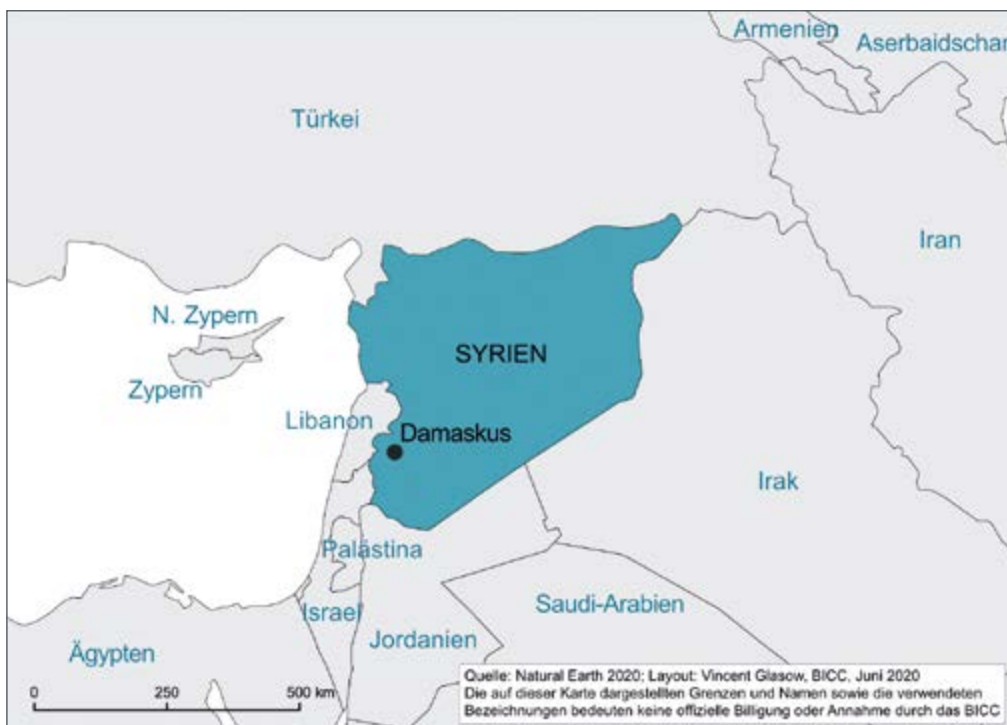 Armenien
Aserbaidschan
Türkei
Iran
N. Zypern
SYRIEN
Zypern
Libanon
Damaskus
Irak
Palästina
Israel
Saudi-Arabien
Jordanien
Ägypten
0 250 500 km
Quelle: Natural Earth 2020; Layout: Vincent Glasow, BICC, Juni 2020
Die auf dieser Karte dargestellten Grenzen und Namen sowie die verwendeten
Bezeichnungen bedeuten keine offizielle Billigung oder Annahme durch das BICC